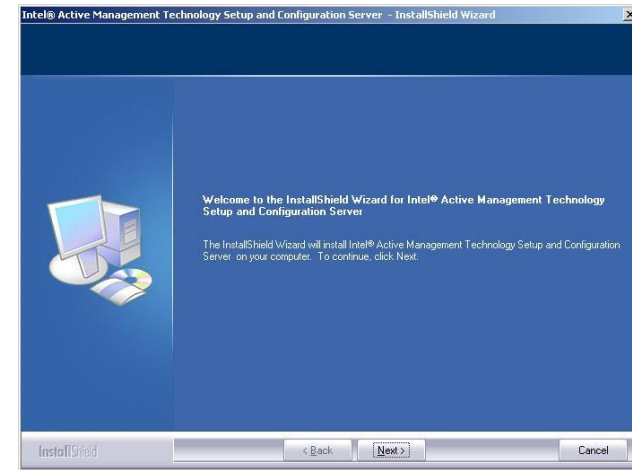 Intel® Active Management Technology Setup and Configuration Server - InstallShield Wizard
Welcome to the InstallShield Wizard for Intel® Active Management Technology
Setup and Configuration Server
The InstallShield Wizard will install Intel® Active Management Technology Setup and Configuration
Server on your computer. To continue, click Next.
InstallShield
< Back
Next >
Cancel